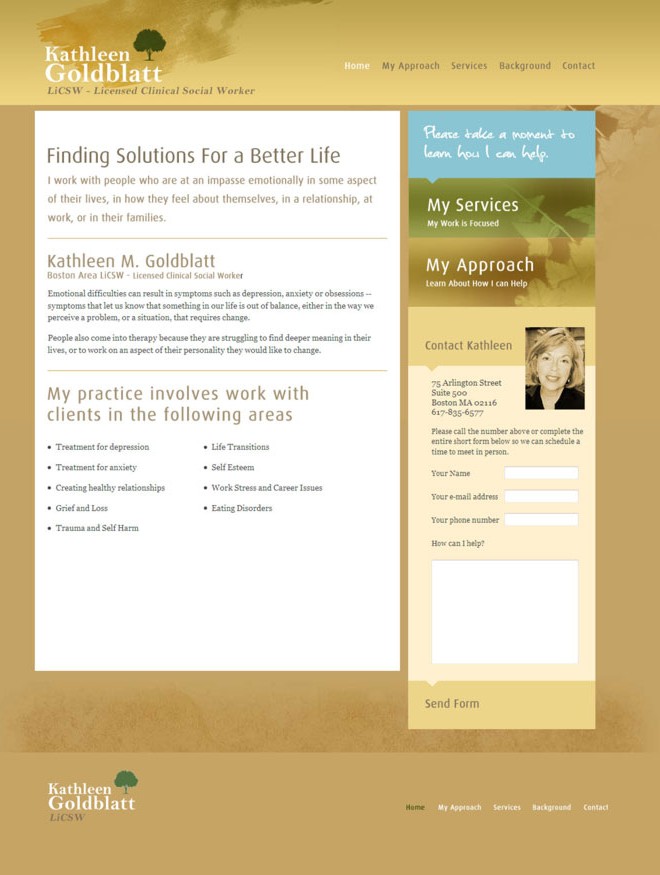 Kathleen
Goldblatt
LiCSW - Licensed Clinical Social Worker
Home My Approach Services Background Contact
Finding Solutions For a Better Life
I work with people who are at an impasse emotionally in some aspect
of their lives, in how they feel about themselves, in a relationship, at
work, or in their families.
Kathleen M. Goldblatt
Boston Area LiCSW - Licensed Clinical Social Worker
Emotional difficulties can result in symptoms such as depression, anxiety or obsessions --
symptoms that let us know that something in our life is out of balance, either in the way we
perceive a problem, or a situation, that requires change.
People also come into therapy because they are struggling to find deeper meaning in their
lives, or to work on an aspect of their personality they would like to change.
My practice involves work with
clients in the following areas
• Treatment for depression
• Treatment for anxiety
• Creating healthy relationships
• Grief and Loss
• Trauma and Self Harm
• Life Transitions
• Self Esteem
• Work Stress and Career Issues
• Eating Disorders
Please take a moment to
learn how I can help.
My Services
My Work is Focused
My Approach
Learn About How I can Help
Contact Kathleen
75 Arlington Street
Suite 500
Boston MA 02116
617-835-6577
Please call the number above or complete the
entire short form below so we can schedule a
time to meet in person.
Your Name
Your e-mail address
Your phone number
How can I help?
Send Form
Kathleen
Goldblatt
LiCSW
Home My Approach Services Background Contact